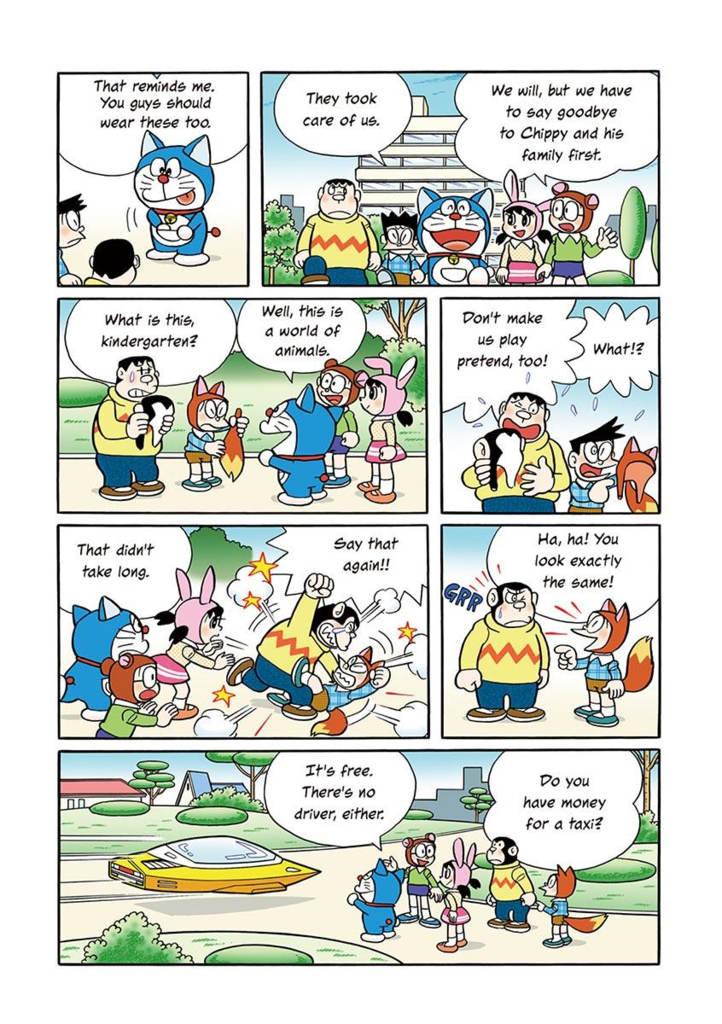 We will, but we have
to say goodbye
to Chippy and his
family first.
They took
care of us.
That reminds me.
You guys should
wear these too.
What!?
Don't make
us play
pretend, too!
Well, this is
a world of
animals.
What is this,
kindergarten?
Ha, ha! You
look exactly
the same!
GRR
Say that
again!!
That didn't
take long.
Do you
have money
for a taxi?
It's free.
There's no
driver, either.